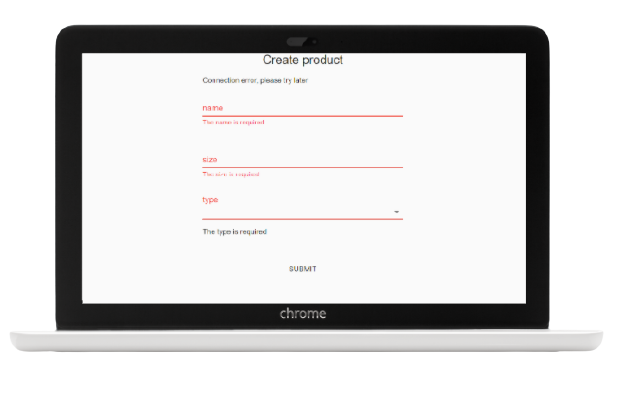 Create product
Connection error, please try later
name
The name is required
size
The size is required
type
The type is required
SUBMIT
chrome